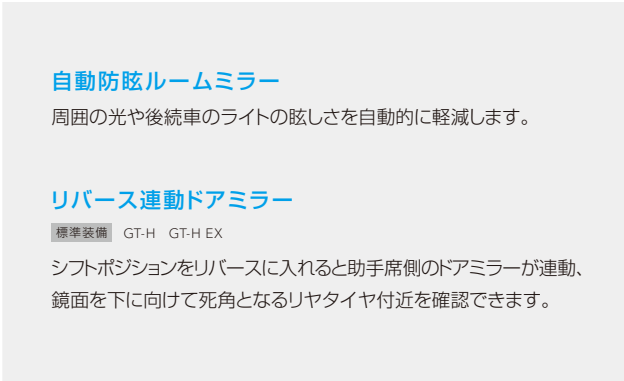 自動防眩ルームミラー
周囲の光や後続車のライトの眩しさを自動的に軽減します。
リバース連動ドアミラー
標準装備 GT-H GT-H EX
シフトポジションをリバースに入れると助手席側のドアミラーが連動、
鏡面を下に向けて死角となるリヤタイヤ付近を確認できます。